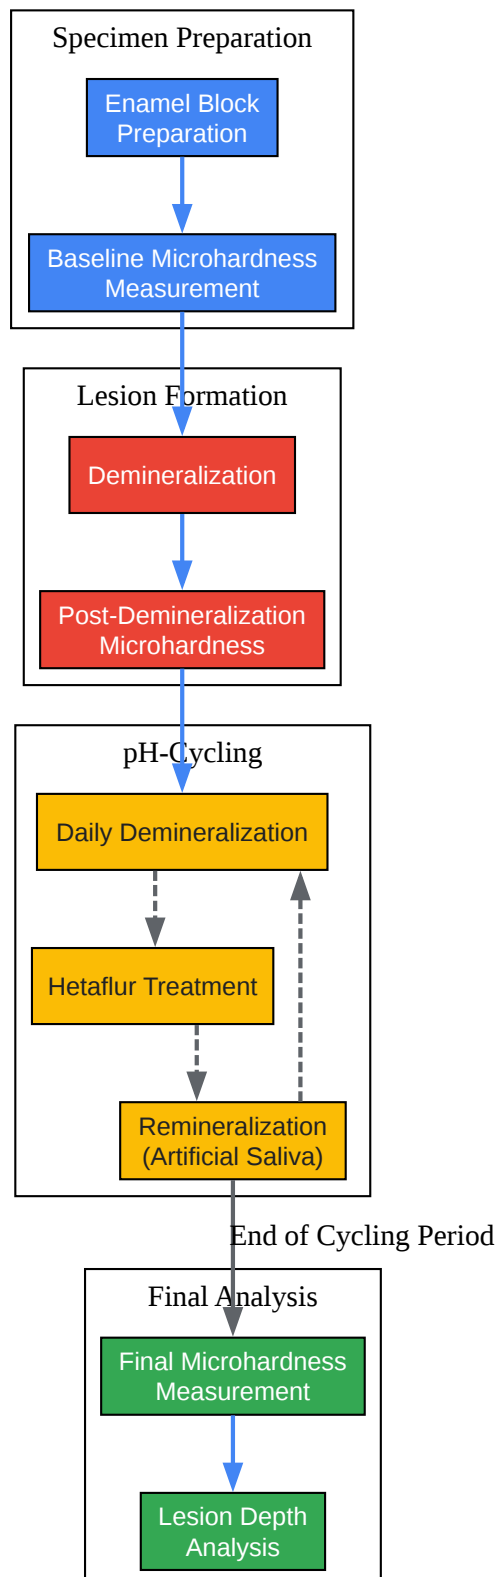 Specimen Preparation
Enamel Block
Preparation
Baseline Microhardness
Measurement
Lesion Formation
Demineralization
Post-Demineralization
Microhardness
pH-Cycling
Daily Demineralization
Hetaflur Treatment
Remineralization
(Artificial Saliva)
End of Cycling Period
Final Analysis
Final Microhardness
Measurement
Lesion Depth
Analysis